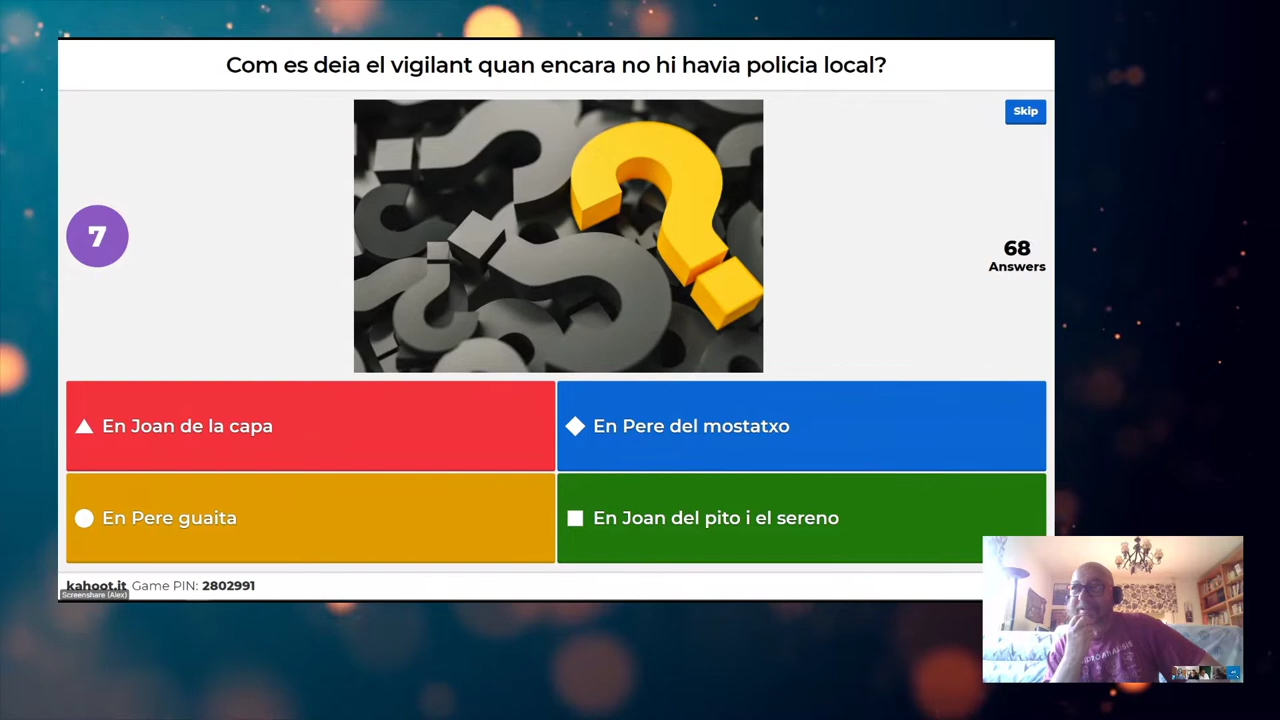 Com es deia el vigilant quan encara no hi havia policia local?
Skip
7
68
Answers
En Joan de la capa
En Pere del mostatxo
En Pere guaita
En Joan del pito i el sereno
kahoot.it Game PIN: 2802991
Screenshare (Alex)